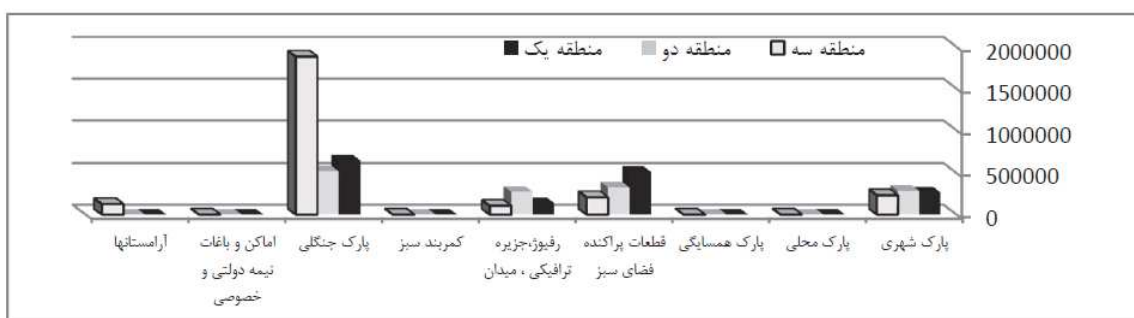 منطقه یک
منطقه دو
منطقه سه
2000000
1500000
1000000
500000
0
پارک شهری
پارک محلی
پارک همسایگی
قطعات پراکنده
فضای سبز
رفیوژ،جزیره
ترافیکی ، میدان
کمربند سبز
پارک جنگلی
اماکن و باغات
نیمه دولتی و
خصوصی
آرامستانها